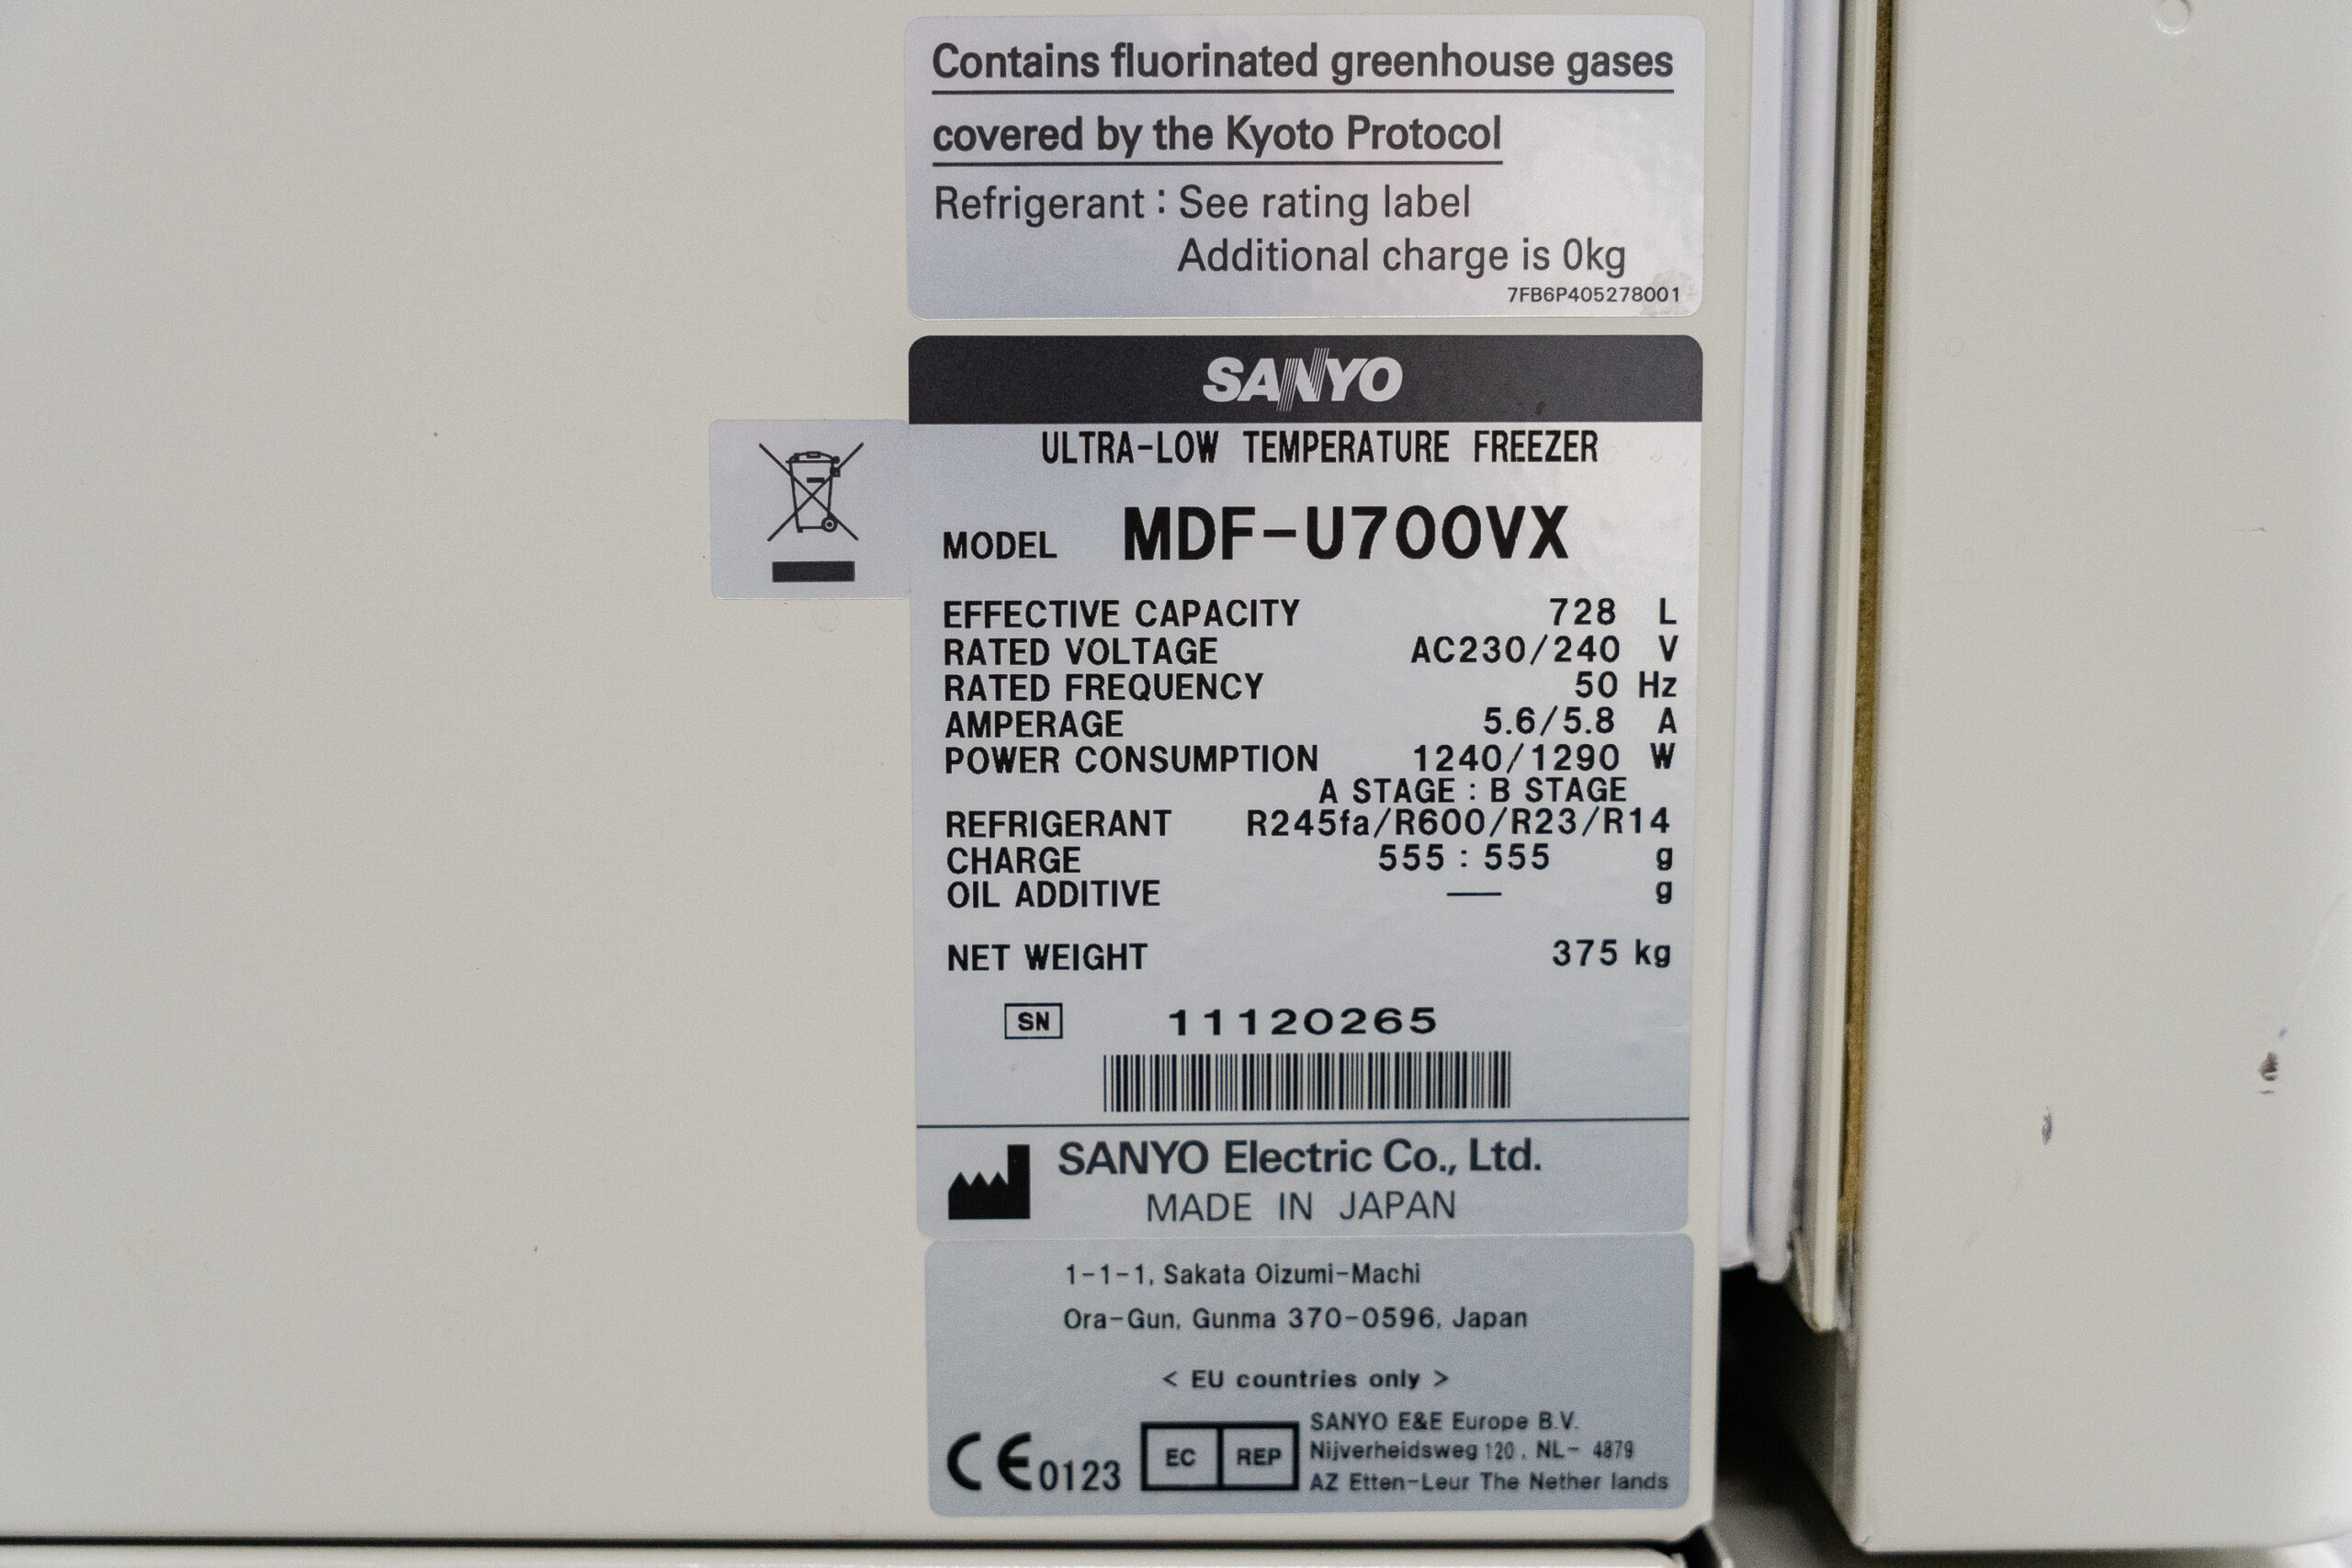 Contains fluorinated greenhouse gases
covered by the Kyoto Protocol
Refrigerant : See rating label
Additional charge is 0kg
7FB6P405278001
SANYO
ULTRA-LOW TEMPERATURE FREEZER
MODEL MDF-U700VX
EFFECTIVE CAPACITY 728 L
RATED VOLTAGE AC230/240 V
RATED FREQUENCY 50 Hz
AMPERAGE 5.6/5.8 A
POWER CONSUMPTION 1240/1290 W
A STAGE : B STAGE
REFRIGERANT R245fa/R600/R23/R14
CHARGE 555 : 555 g
OIL ADDITIVE — g
NET WEIGHT 375 kg
SN 11120265
SANYO Electric Co., Ltd.
MADE IN JAPAN
1-1-1, Sakata Oizumi-Machi
Ora-Gun, Gunma 370-0596, Japan
< EU countries only >
CE 0123 EC REP
SANYO E&E Europe B.V.
Nijverheidsweg 120 , NL- 4879
AZ Etten-Leur The Nether lands